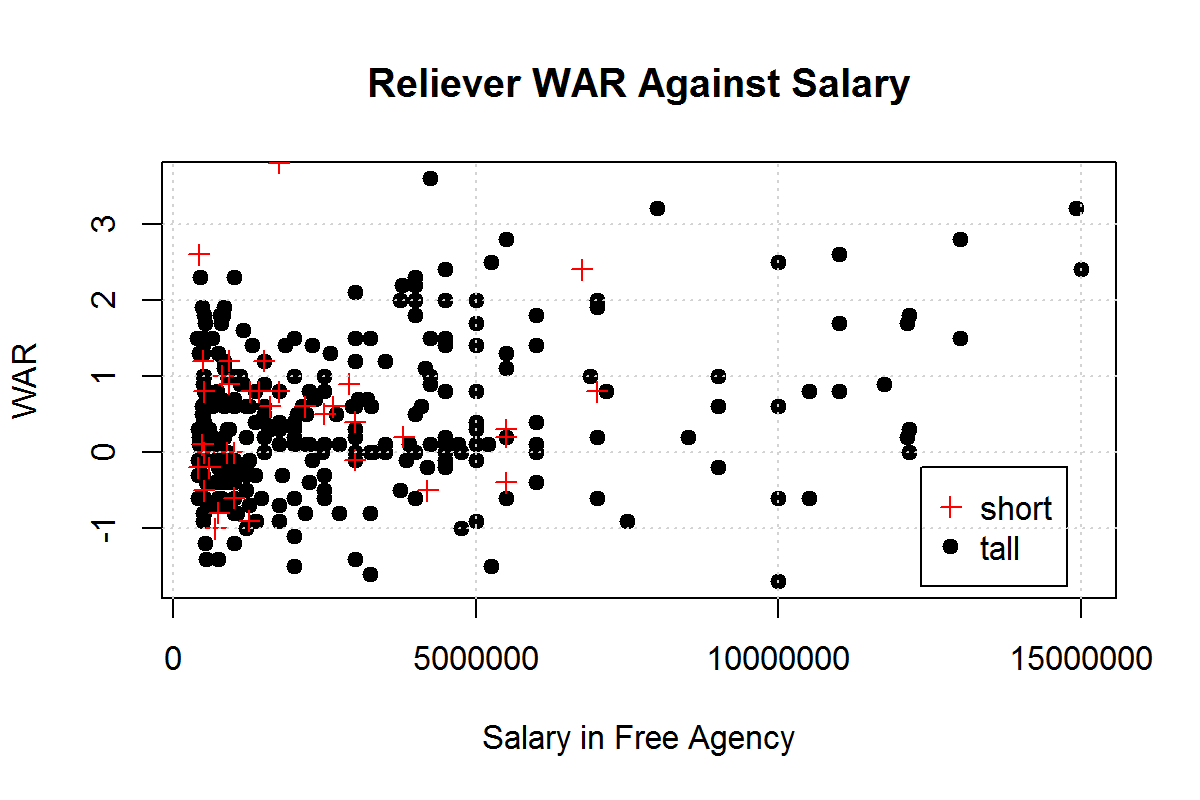 Reliever WAR Against Salary
WAR
3
2
1
0
-1
short
tall
0 5000000 10000000 15000000
Salary in Free Agency